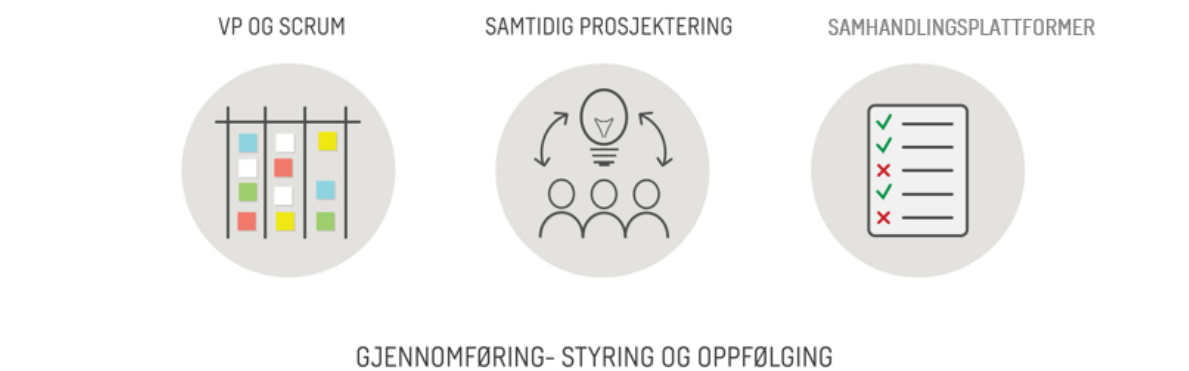 VP OG SCRUM
SAMTIDIG PROSJEKTERING
SAMHANDLINGSPLATTFORMER
GJENNOMFØRING- STYRING OG OPPFØLGING